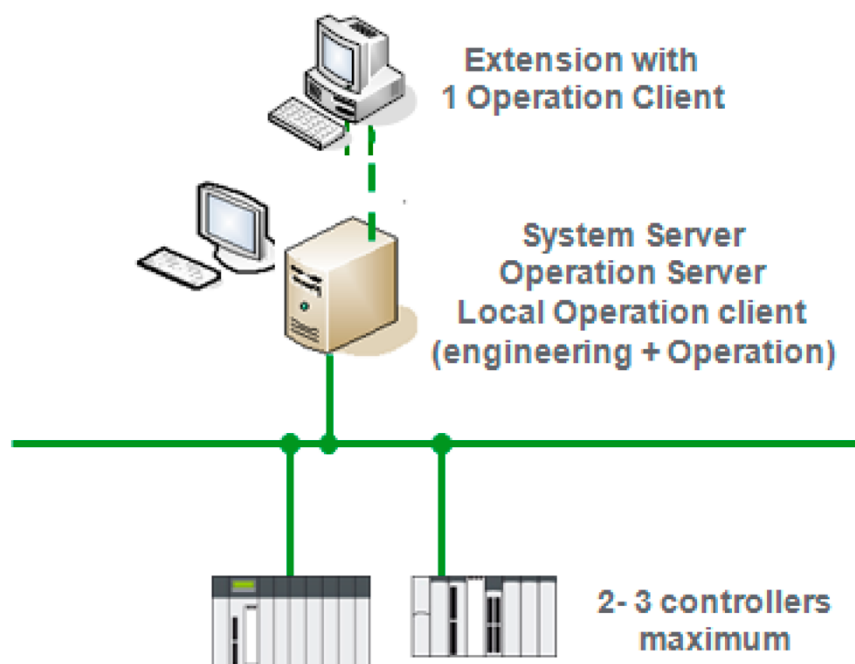 Extension with
1 Operation Client
System Server
Operation Server
Local Operation client
(engineering + Operation)
2- 3 controllers
maximum